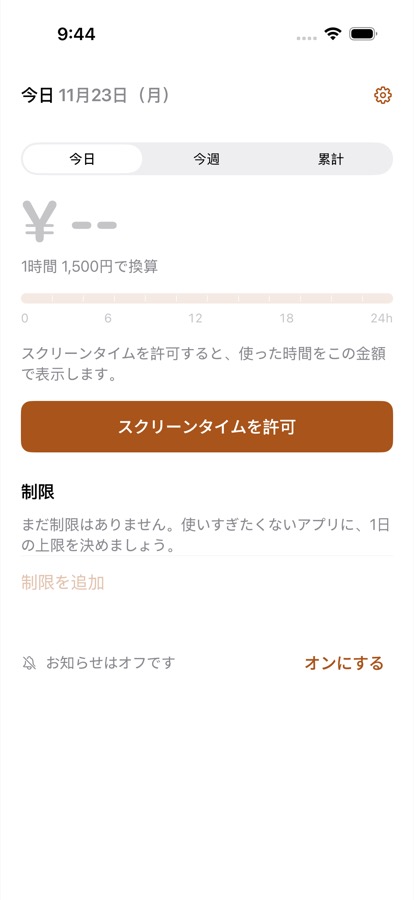 9:44
今日 11月23日（月）
今日 今週 累計
¥ --
1時間 1,500円で換算
0 6 12 18 24h
スクリーンタイムを許可すると、使った時間をこの金額
で表示します。
スクリーンタイムを許可
制限
まだ制限はありません。使いすぎたくないアプリに、1日
の上限を決めましょう。
制限を追加
お知らせはオフです オンにする